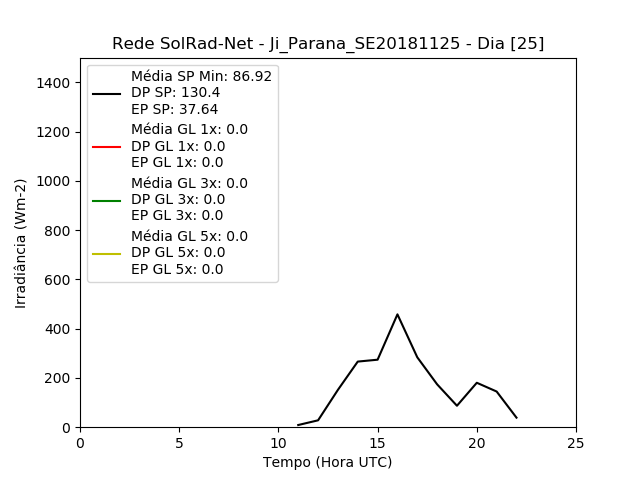 Rede SolRad-Net - Ji_Parana_SE20181125 - Dia [25]
Média SP Min: 86.92
DP SP: 130.4
EP SP: 37.64
Média GL 1x: 0.0
DP GL 1x: 0.0
EP GL 1x: 0.0
Média GL 3x: 0.0
DP GL 3x: 0.0
EP GL 3x: 0.0
Média GL 5x: 0.0
DP GL 5x: 0.0
EP GL 5x: 0.0
Irradiância (Wm-2)
1400
1200
1000
800
600
400
200
0
0 5 10 15 20 25
Tempo (Hora UTC)